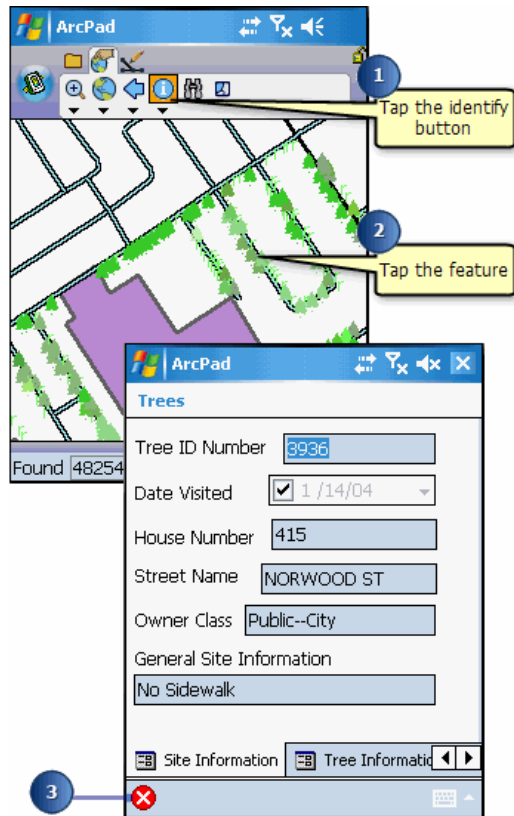 ArcPad
1
Tap the identify
button
2
Tap the feature
Found 48254
ArcPad
Trees
Tree ID Number 3936
Date Visited 1 /14/04
House Number 415
Street Name NORWOOD ST
Owner Class Public--City
General Site Information
No Sidewalk
Site Information Tree Informatio
3